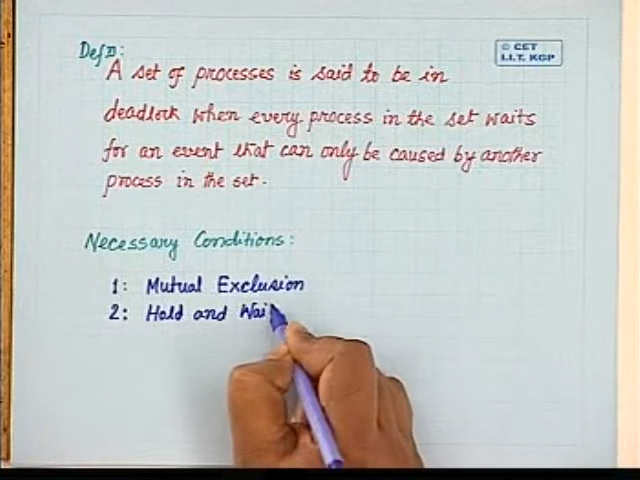 Defn:
© CET
I.I.T. KGP
A set of processes is said to be in
deadlock when every process in the set waits
for an event that can only be caused by another
process in the set.
Necessary Conditions:
1: Mutual Exclusion
2: Hold and Wai